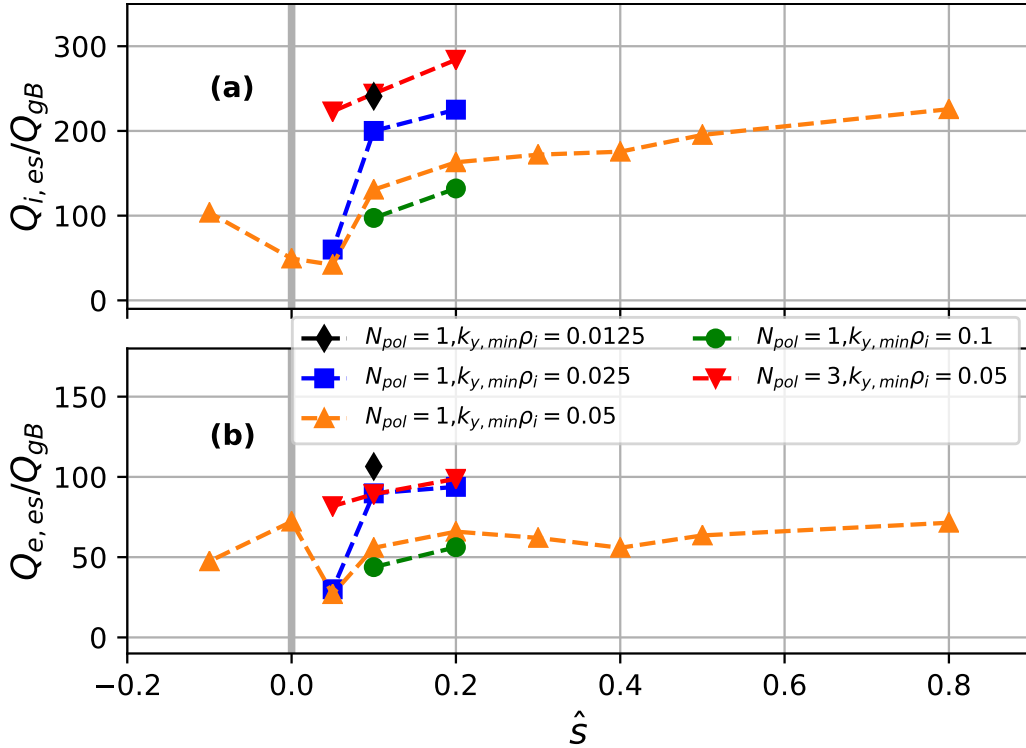 300
200
100
0
Q_{i,es}/Q_{gB}
(a)
N_{pol} = 1,k_{y,min}ρ_i = 0.0125
N_{pol} = 1,k_{y,min}ρ_i = 0.025
N_{pol} = 1,k_{y,min}ρ_i = 0.05
N_{pol} = 1,k_{y,min}ρ_i = 0.1
N_{pol} = 3,k_{y,min}ρ_i = 0.05
150
100
50
0
Q_{e,es}/Q_{gB}
(b)
−0.2 0.0 0.2 0.4 0.6 0.8
ŝ